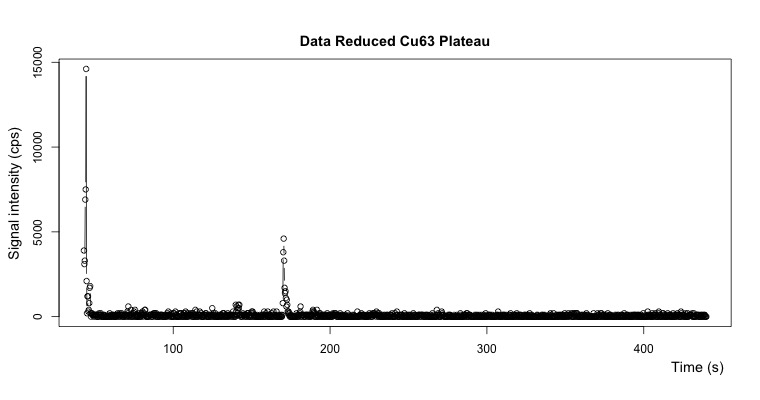 Data Reduced Cu63 Plateau
Signal intensity (cps)
15000
10000
5000
0
100 200 300 400
Time (s)